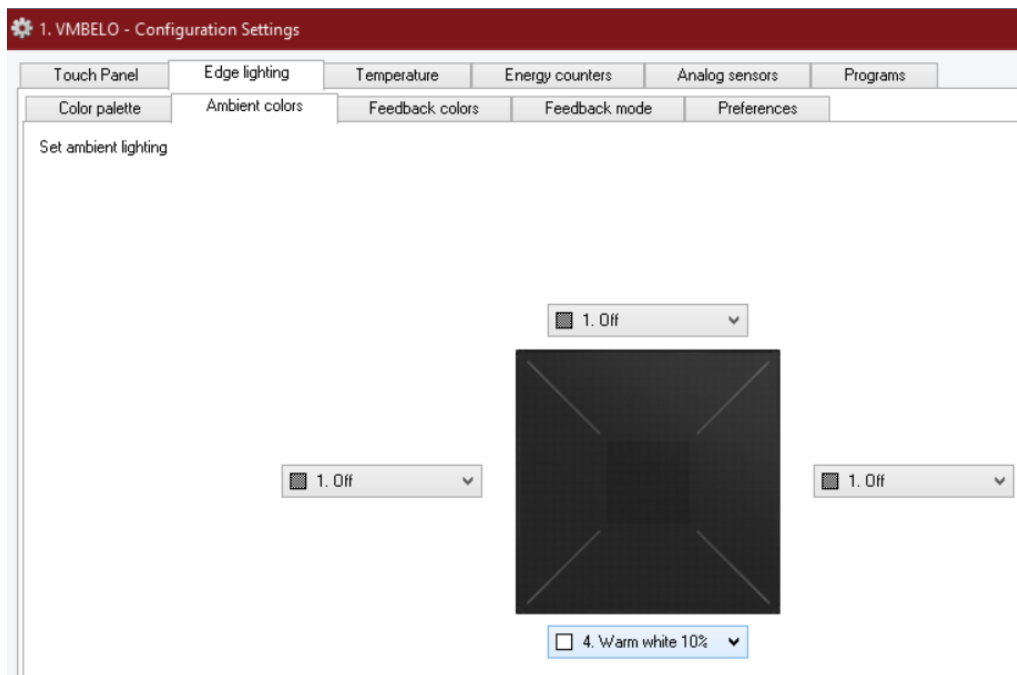 1. VMBELO - Configuration Settings
Touch Panel Edge lighting Temperature Energy counters Analog sensors Programs
Color palette Ambient colors Feedback colors Feedback mode Preferences
Set ambient lighting
1. Off
1. Off 1. Off
4. Warm white 10%